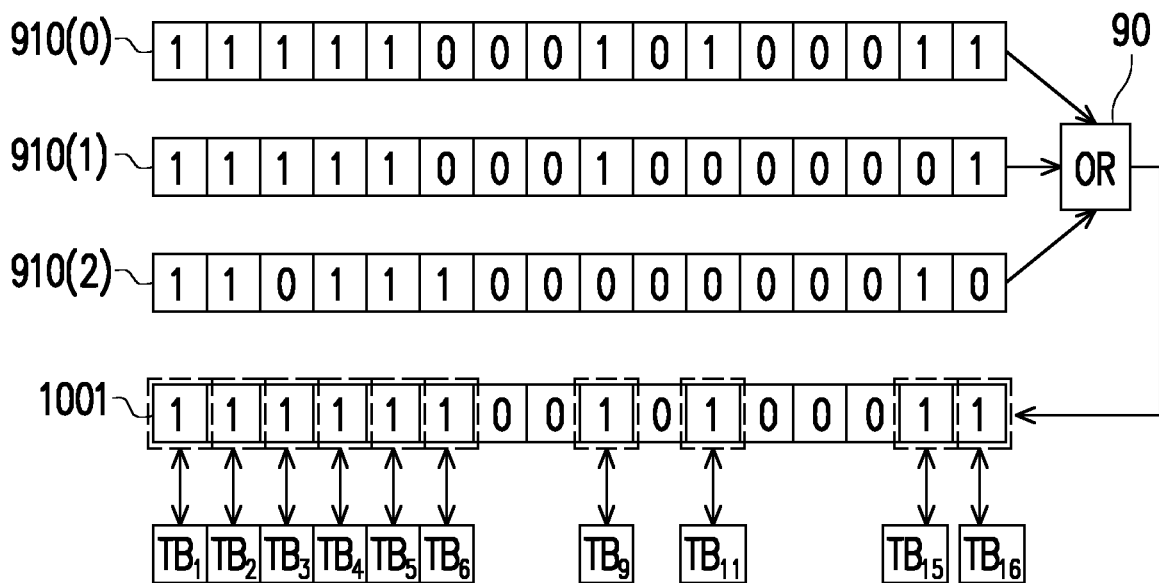 910(0) 1 1 1 1 1 0 0 0 1 0 1 0 0 0 1 1
90
910(1) 1 1 1 1 1 0 0 0 1 0 0 0 0 0 0 1
OR
910(2) 1 1 0 1 1 1 0 0 0 0 0 0 0 0 1 0
1001 1 1 1 1 1 1 0 0 1 0 1 0 0 0 1 1
TB₁ TB₂ TB₃ TB₄ TB₅ TB₆ TB₉ TB₁₁ TB₁₅ TB₁₆